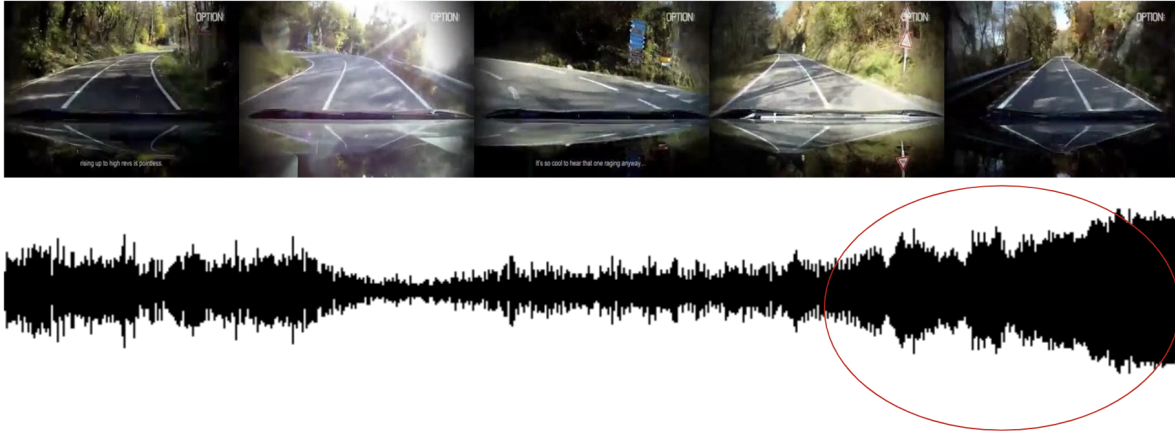 OPTION
OPTION
OPTION
OPTION
OPTION
rising up to high revs it pointless.
It's so cool to hear that one raging anyway...